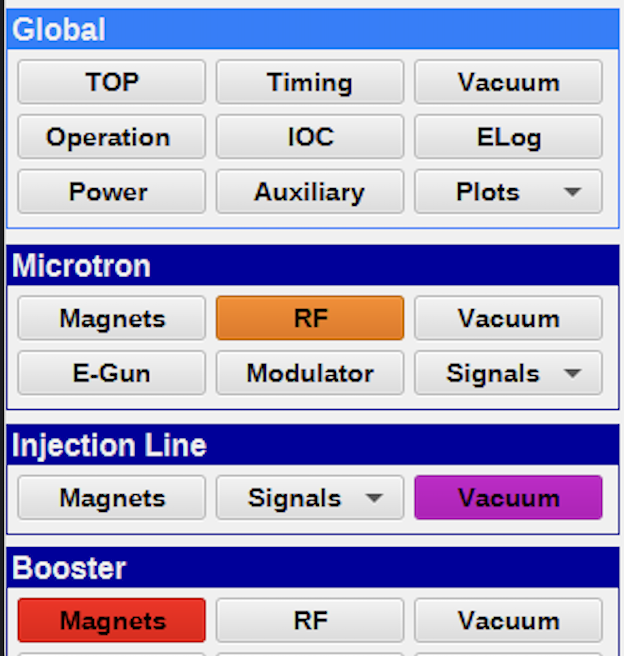 Global
TOP Timing Vacuum
Operation IOC ELog
Power Auxiliary Plots
Microtron
Magnets RF Vacuum
E-Gun Modulator Signals
Injection Line
Magnets Signals Vacuum
Booster
Magnets RF Vacuum